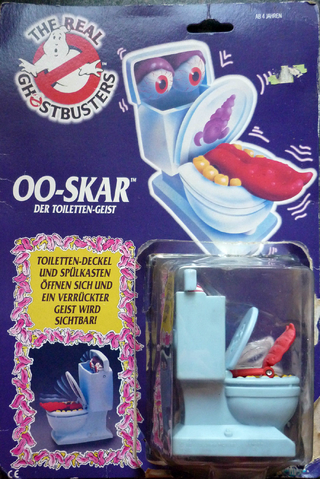 AB 4 JAHREN
THE REAL
GHOSTBUSTERS
OO-SKAR™
DER TOILETTEN-GEIST
TOILETTEN-DECKEL
UND SPÜLKASTEN
ÖFFNEN SICH UND
EIN VERRÜCKTER
GEIST WIRD
SICHTBAR!
CE